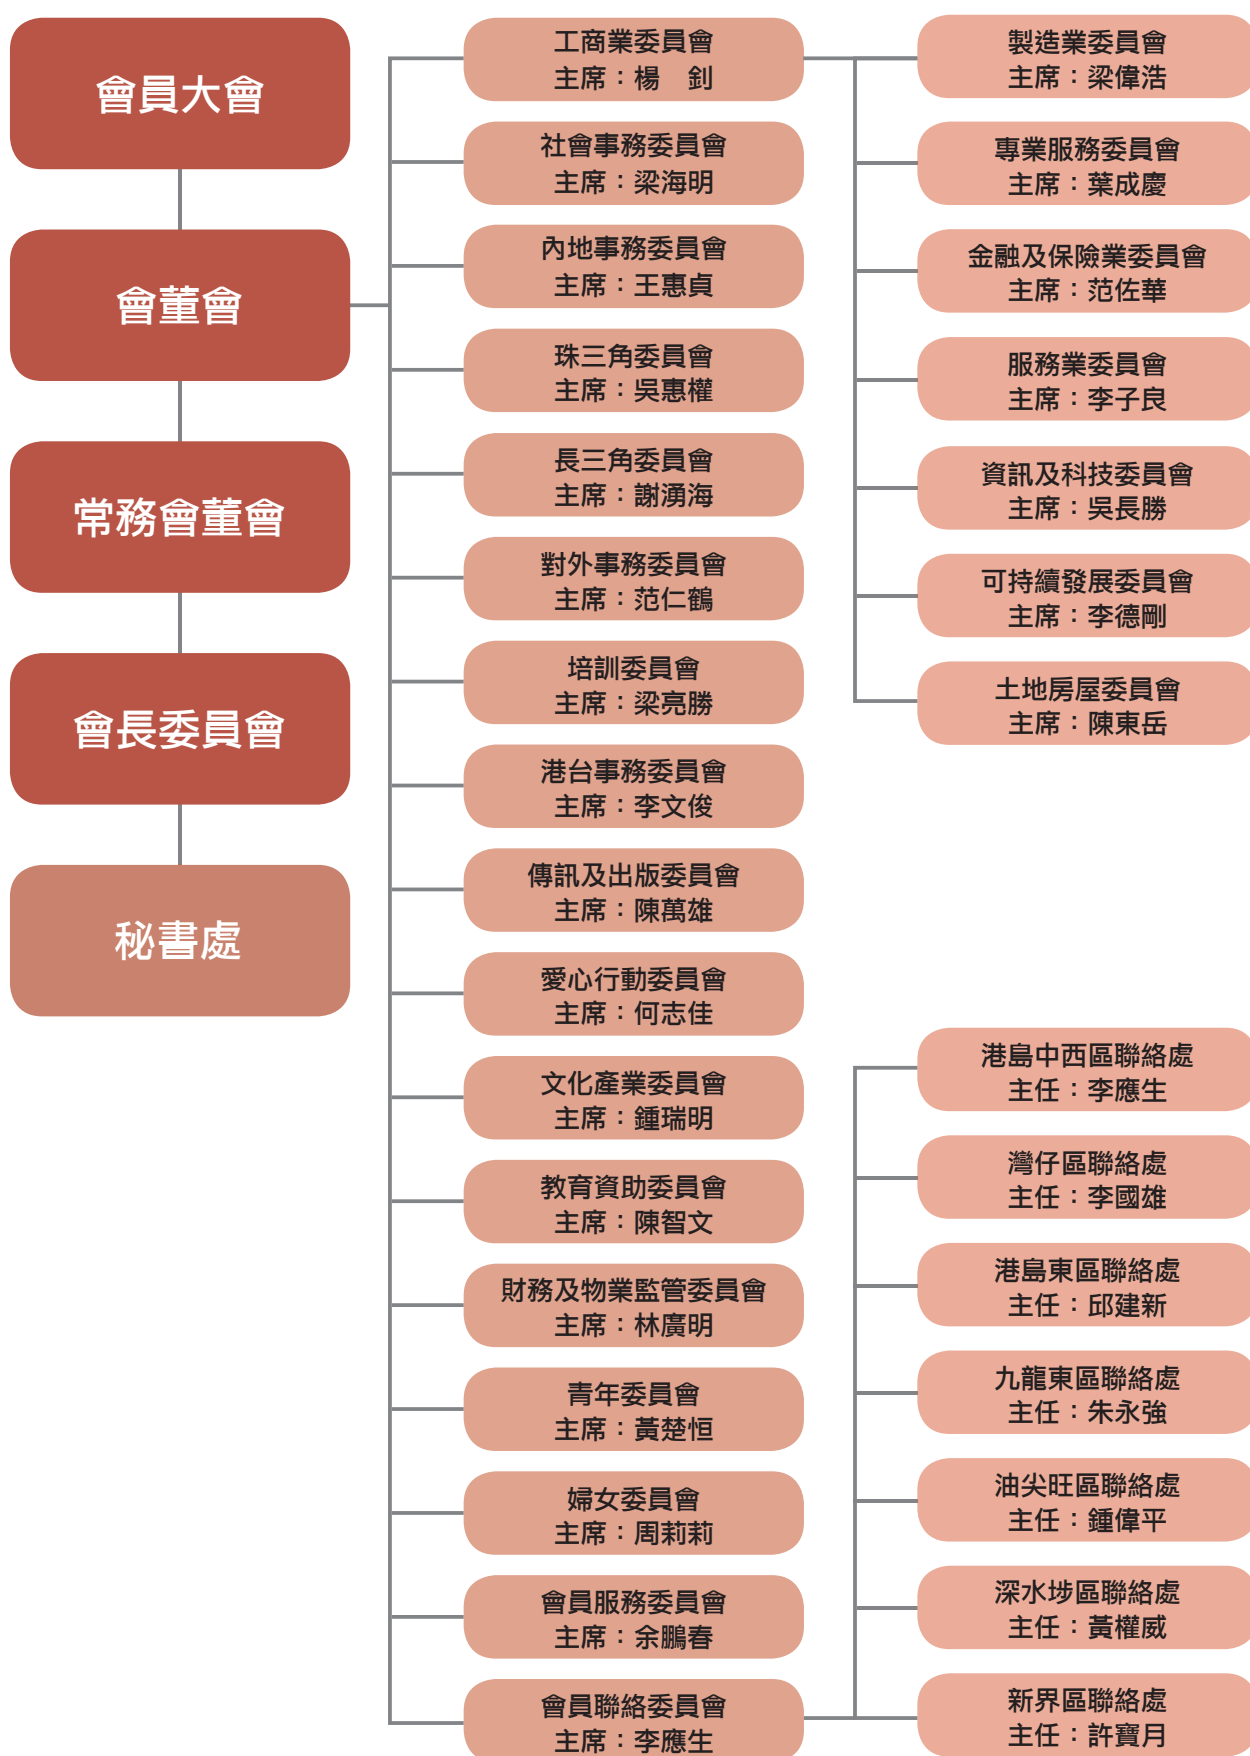 會員大會
會董會
常務會董會
會長委員會
秘書處
工商業委員會
主席：楊　釗
社會事務委員會
主席：梁海明
內地事務委員會
主席：王惠貞
珠三角委員會
主席：吳惠權
長三角委員會
主席：謝湧海
對外事務委員會
主席：范仁鶴
培訓委員會
主席：梁亮勝
港台事務委員會
主席：李文俊
傳訊及出版委員會
主席：陳萬雄
愛心行動委員會
主席：何志佳
文化產業委員會
主席：鍾瑞明
教育資助委員會
主席：陳智文
財務及物業監管委員會
主席：林廣明
青年委員會
主席：黃楚恒
婦女委員會
主席：周莉莉
會員服務委員會
主席：余鵬春
會員聯絡委員會
主席：李應生
製造業委員會
主席：梁偉浩
專業服務委員會
主席：葉成慶
金融及保險業委員會
主席：范佐華
服務業委員會
主席：李子良
資訊及科技委員會
主席：吳長勝
可持續發展委員會
主席：李德剛
土地房屋委員會
主席：陳東岳
港島中西區聯絡處
主任：李應生
灣仔區聯絡處
主任：李國雄
港島東區聯絡處
主任：邱建新
九龍東區聯絡處
主任：朱永強
油尖旺區聯絡處
主任：鍾偉平
深水埗區聯絡處
主任：黃權威
新界區聯絡處
主任：許寶月